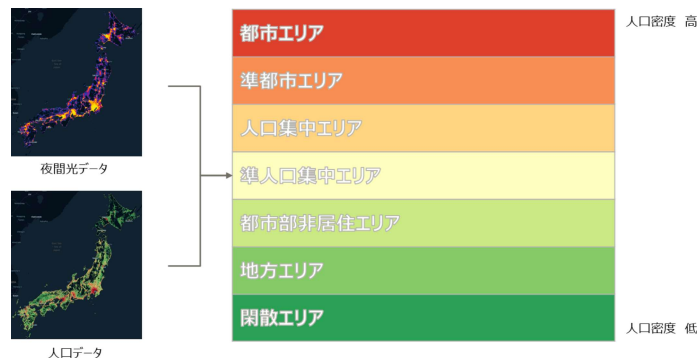 都市エリア
人口密度 高
準都市エリア
人口集中エリア
夜間光データ
準人口集中エリア
都市部非居住エリア
地方エリア
閑散エリア
人口密度 低
人口データ